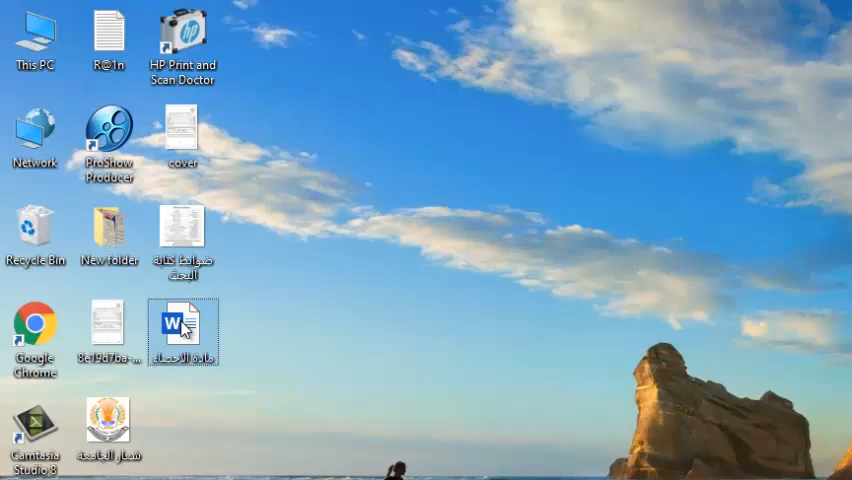 This PC
R@1n
HP Print and
Scan Doctor
Network
ProShow
Producer
cover
Recycle Bin
New folder
ضوابط كتابة
البحث
Google
Chrome
8e19d7ba-...
W
مادة الاحصاء
Camtasia
Studio 8
شعار الجامعة